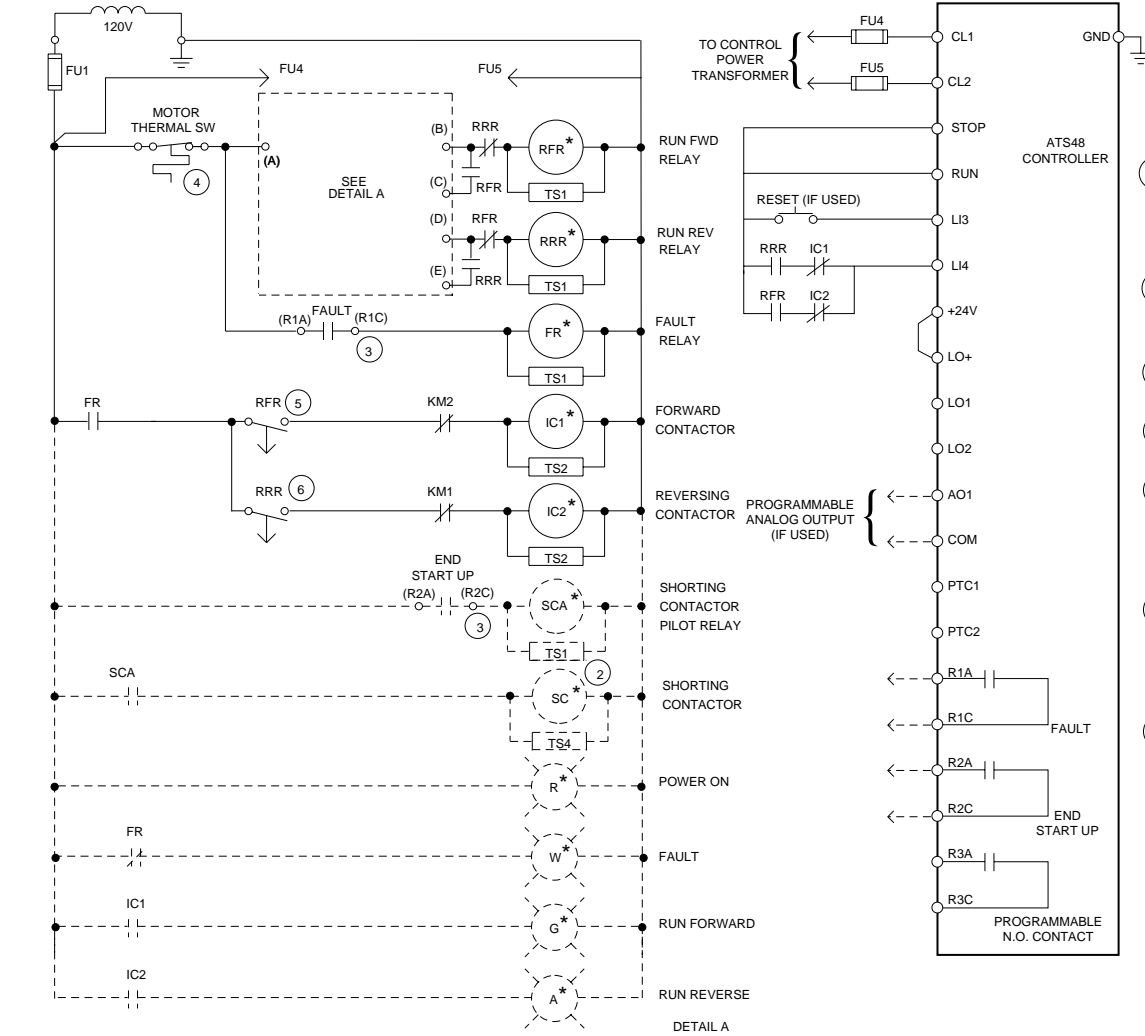 120V
FU1
FU4
FU5
MOTOR
THERMAL SW
4
(A)
SEE
DETAIL A
(B)
RRR
RFR*
RUN FWD
RELAY
(C)
RFR
TS1
(D)
RFR
RRR*
RUN REV
RELAY
(E)
RRR
TS1
(R1A)
FAULT
(R1C)
3
FR*
FAULT
RELAY
TS1
FR
RFR
5
KM2
IC1*
FORWARD
CONTACTOR
TS2
RRR
6
KM1
IC2*
REVERSING
CONTACTOR
TS2
END
START UP
(R2A)
(R2C)
3
SCA*
SHORTING
CONTACTOR
PILOT RELAY
TS1
2
SCA
SC*
SHORTING
CONTACTOR
TS4
R*
POWER ON
FR
W*
FAULT
IC1
G*
RUN FORWARD
IC2
A*
RUN REVERSE
DETAIL A
TO CONTROL
POWER
TRANSFORMER
{
FU4
FU5
CL1
GND
CL2
STOP
ATS48
CONTROLLER
RUN
RESET (IF USED)
LI3
RRR
IC1
LI4
RFR
IC2
+24V
LO+
LO1
LO2
PROGRAMMABLE
ANALOG OUTPUT
(IF USED)
{
AO1
COM
PTC1
PTC2
R1A
R1C
FAULT
R2A
R2C
END
START UP
R3A
R3C
PROGRAMMABLE
N.O. CONTACT